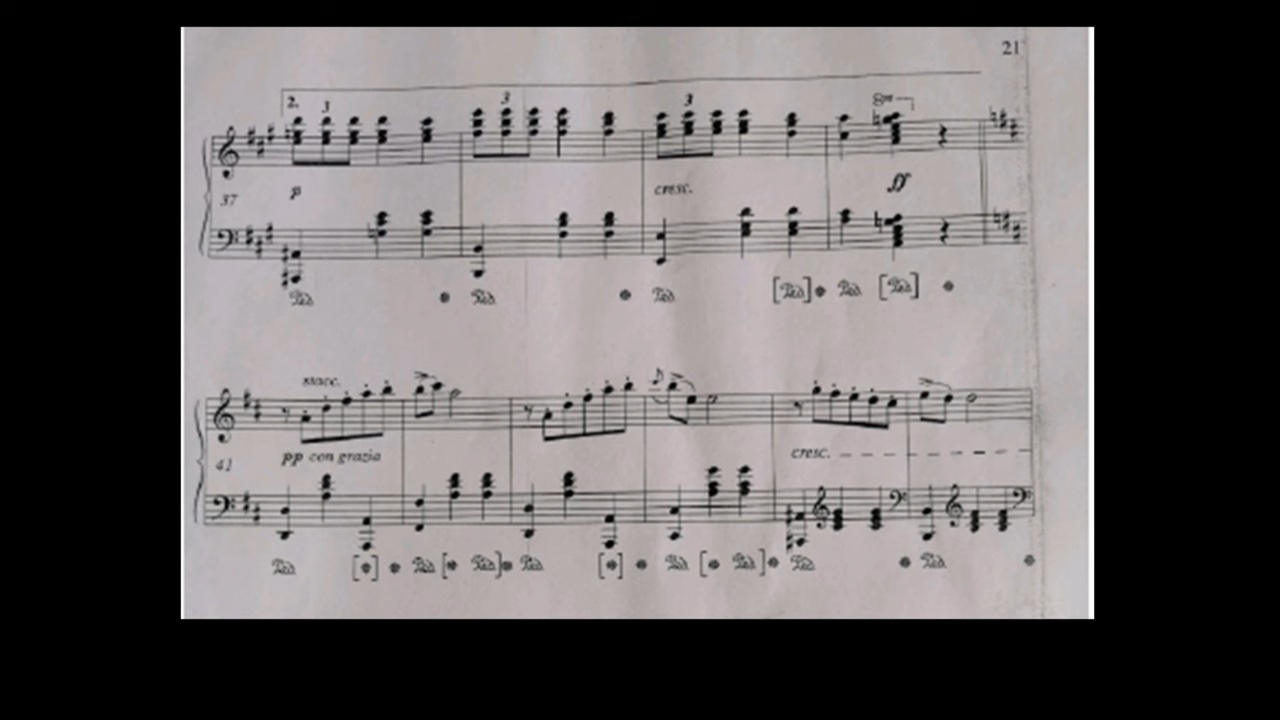 21
2. 3 3 3 8va
p cresc. ff
37
Ped. Ped. Ped. [Ped.] Ped. [Ped.]
stacc.
pp con grazia cresc.
41
Ped. Ped. Ped.] Ped. Ped. Ped.] Ped. Ped.